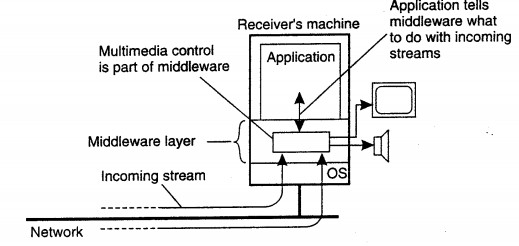 Application tells
middleware what
to do with incoming
streams
Receiver's machine
Multimedia control
is part of middleware
Application
Middleware layer
Incoming stream
OS
Network